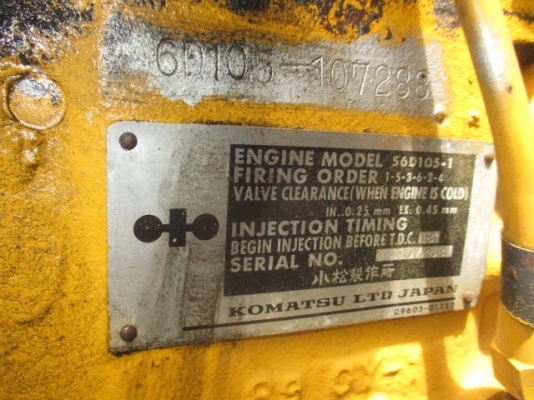 6D105-107288
ENGINE MODEL S6D105-1
FIRING ORDER 1-5-3-6-2-4
VALVE CLEARANCE (WHEN ENGINE IS COLD)
IN..0.25 mm EX. 0.45 mm
INJECTION TIMING
BEGIN INJECTION BEFORE T.D.C.
SERIAL NO.
小松製作所
KOMATSU LTD JAPAN